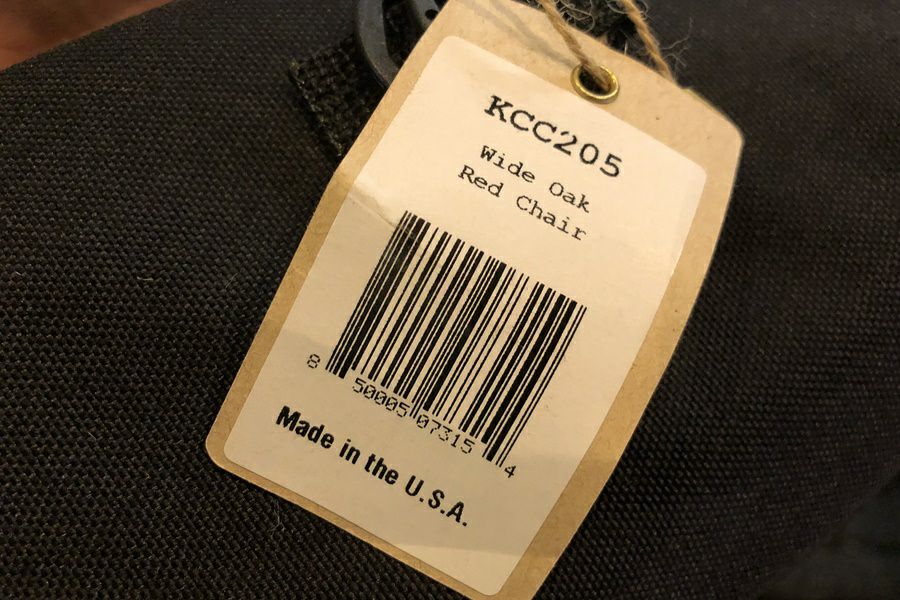 KCC205
Wide Oak
Red Chair
8 50005 07315 4
Made in the U.S.A.